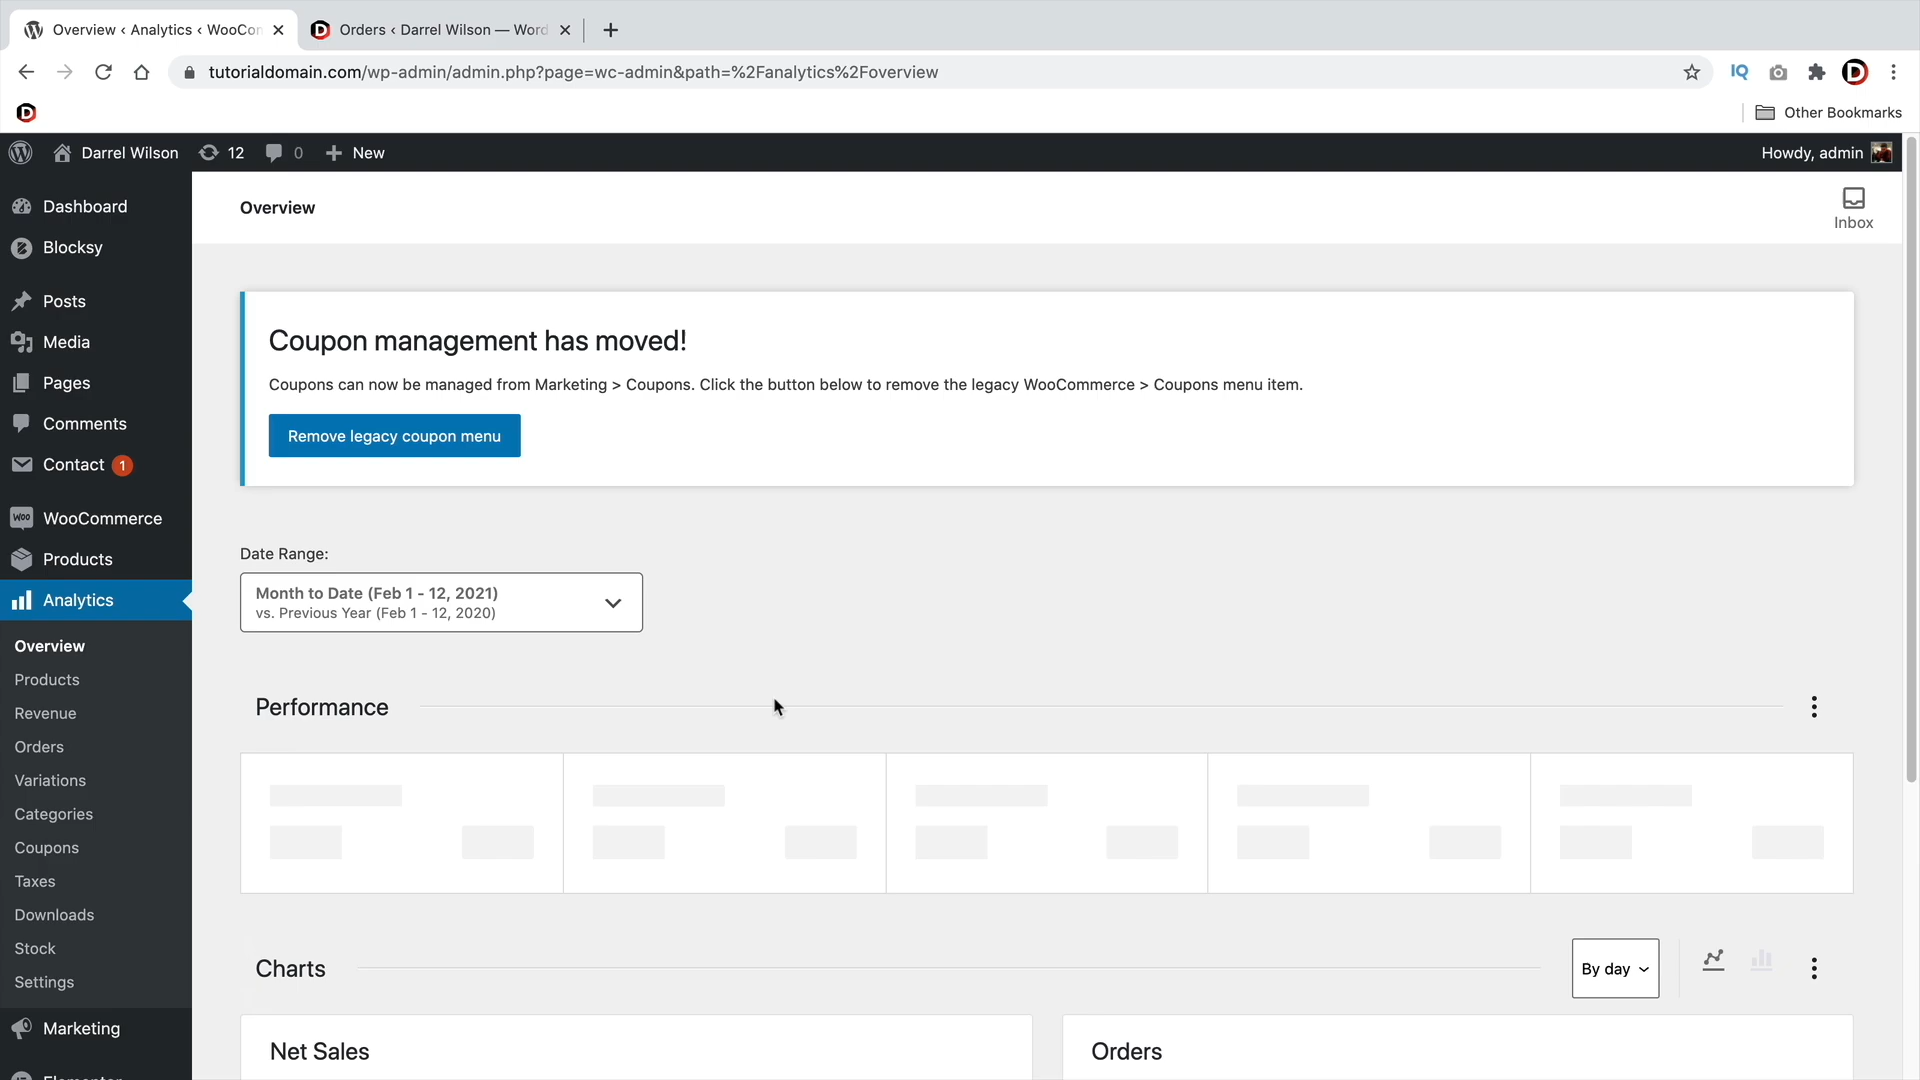 Overview ‹ Analytics ‹ WooCom
Orders ‹ Darrel Wilson — Word
tutorialdomain.com/wp-admin/admin.php?page=wc-admin&path=%2Fanalytics%2Foverview
IQ
Other Bookmarks
Darrel Wilson
12
0
New
Howdy, admin
Dashboard
Blocksy
Posts
Media
Pages
Comments
Contact 1
WooCommerce
Products
Analytics
Overview
Products
Revenue
Orders
Variations
Categories
Coupons
Taxes
Downloads
Stock
Settings
Marketing
Elementor
Overview
Inbox
Coupon management has moved!
Coupons can now be managed from Marketing > Coupons. Click the button below to remove the legacy WooCommerce > Coupons menu item.
Remove legacy coupon menu
Date Range:
Month to Date (Feb 1 - 12, 2021)
vs. Previous Year (Feb 1 - 12, 2020)
Performance
Charts
By day
Net Sales
Orders